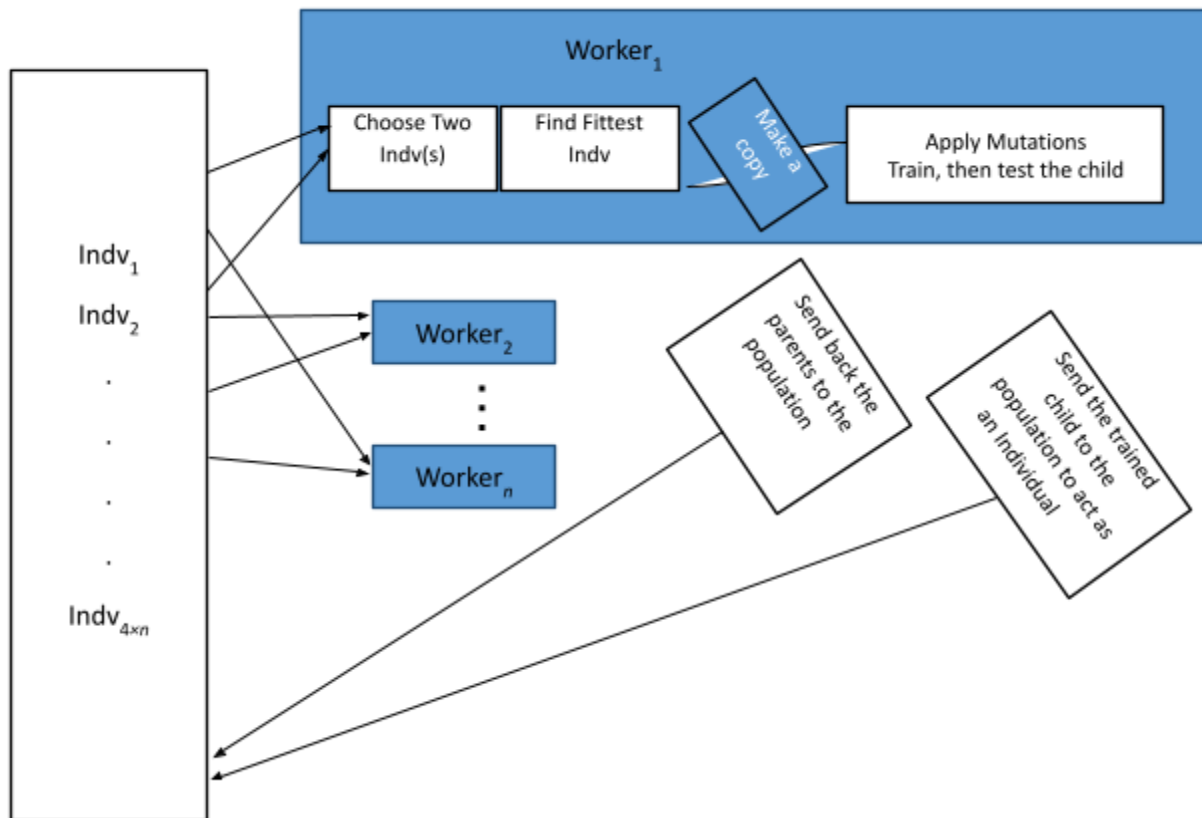 Worker₁
Choose Two
Indv(s)
Find Fittest
Indv
Make a
copy
Apply Mutations
Train, then test the child
Indv₁
Indv₂
.
.
.
.
Indv₄ₓₙ
Worker₂
⋮
Workerₙ
Send back the
parents to the
population
Send the trained
child to the
population to act as
an Individual